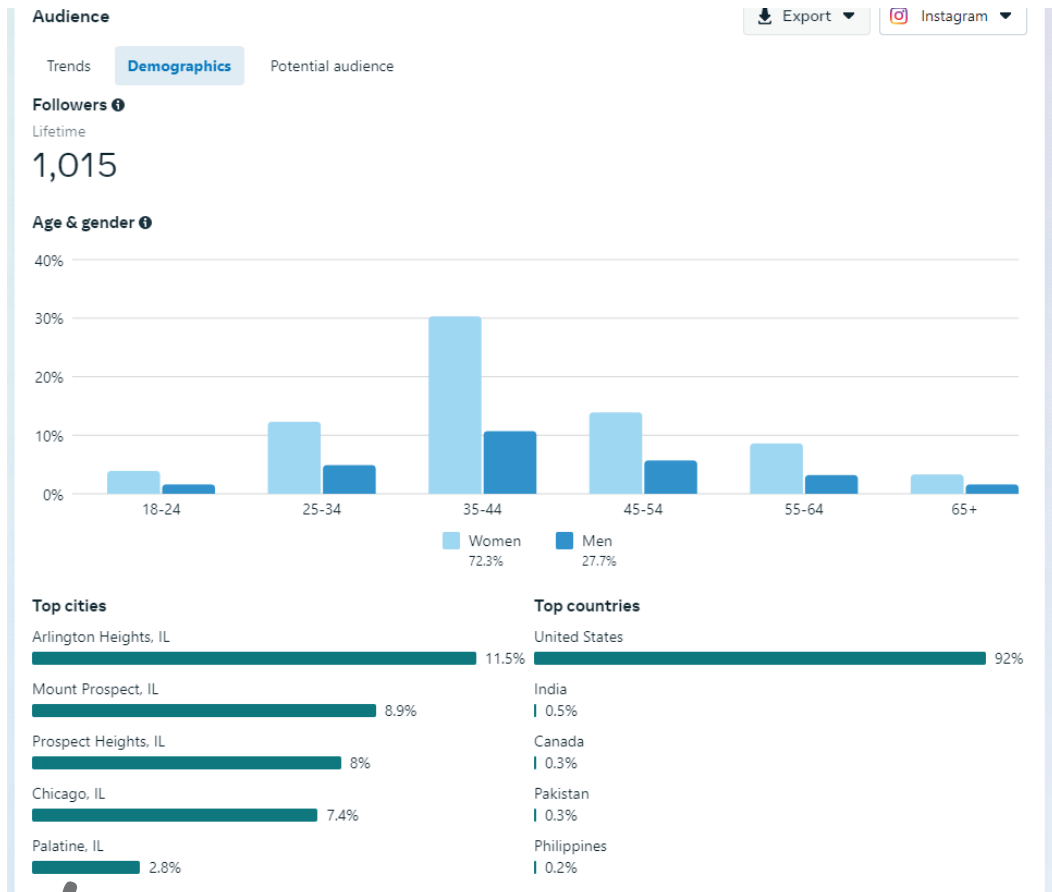 Audience
Export
Instagram
Trends Demographics Potential audience
Followers
Lifetime
1,015
Age & gender
40%
30%
20%
10%
0%
18-24 25-34 35-44 45-54 55-64 65+
Women Men
72.3% 27.7%
Top cities
Arlington Heights, IL
11.5%
Mount Prospect, IL
8.9%
Prospect Heights, IL
8%
Chicago, IL
7.4%
Palatine, IL
2.8%
Top countries
United States
92%
India
0.5%
Canada
0.3%
Pakistan
0.3%
Philippines
0.2%